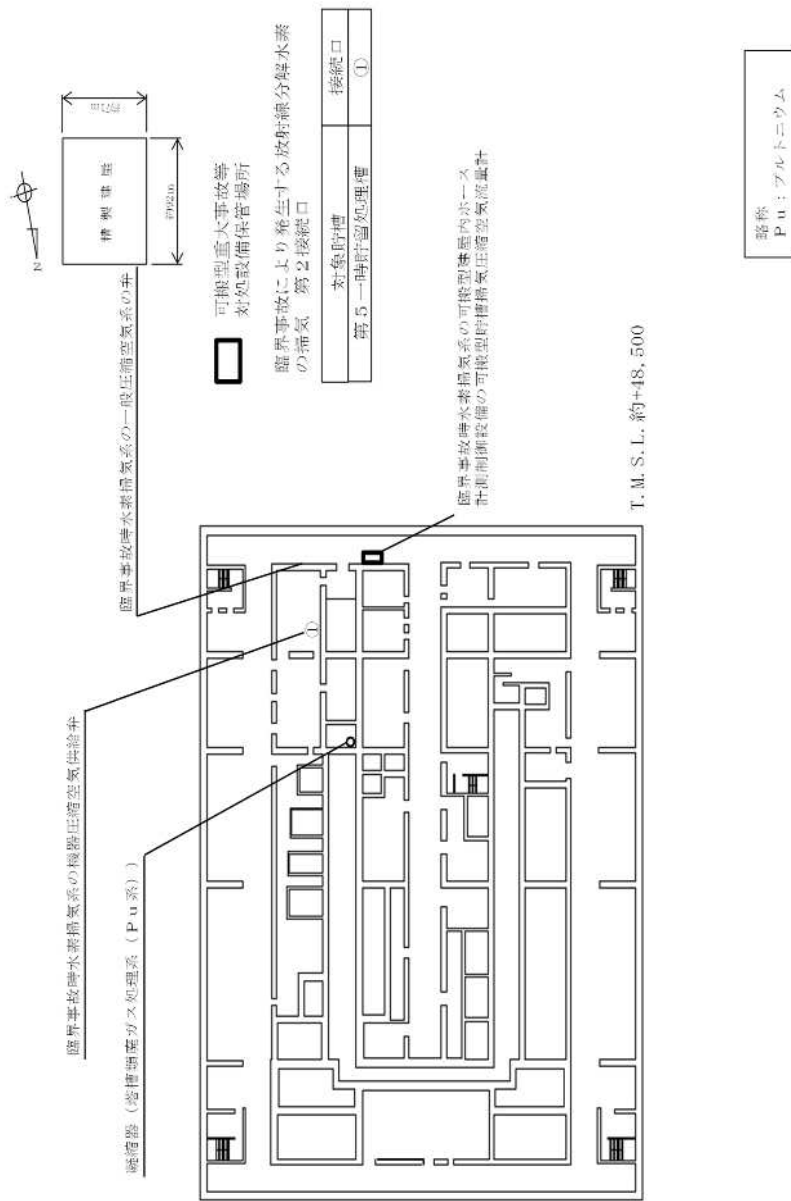 臨界事故時水素掃気系の機器圧縮空気供給弁
凝縮器(塔槽類廃ガス処理系(Pu系))
臨界事故時水素掃気系の一般圧縮空気系の弁
N
精製建屋
約92m
可搬型重大事故等
対処設備保管場所
臨界事故により発生する放射線分解水素
の掃気 第2接続口
対象貯槽 接続口
第5一時貯留処理槽 ①
①
臨界事故時水素掃気系の可搬型建屋内ホース
計測制御設備の可搬型貯槽掃気圧縮空気流量計
T.M.S.L.約+48,500
略称
Pu:プルトニウム